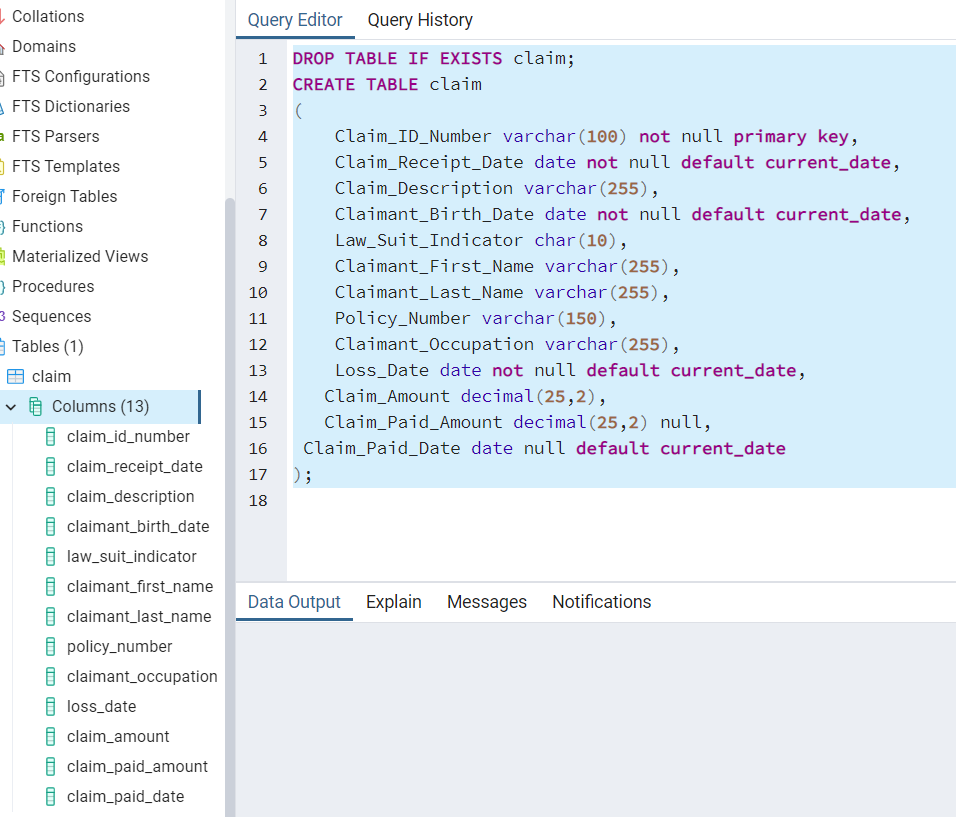 Collations
Domains
FTS Configurations
FTS Dictionaries
FTS Parsers
FTS Templates
Foreign Tables
Functions
Materialized Views
Procedures
Sequences
Tables (1)
claim
Columns (13)
claim_id_number
claim_receipt_date
claim_description
claimant_birth_date
law_suit_indicator
claimant_first_name
claimant_last_name
policy_number
claimant_occupation
loss_date
claim_amount
claim_paid_amount
claim_paid_date
Query Editor Query History
1 DROP TABLE IF EXISTS claim;
2 CREATE TABLE claim
3 (
4 Claim_ID_Number varchar(100) not null primary key,
5 Claim_Receipt_Date date not null default current_date,
6 Claim_Description varchar(255),
7 Claimant_Birth_Date date not null default current_date,
8 Law_Suit_Indicator char(10),
9 Claimant_First_Name varchar(255),
10 Claimant_Last_Name varchar(255),
11 Policy_Number varchar(150),
12 Claimant_Occupation varchar(255),
13 Loss_Date date not null default current_date,
14 Claim_Amount decimal(25,2),
15 Claim_Paid_Amount decimal(25,2) null,
16 Claim_Paid_Date date null default current_date
17 );
18
Data Output Explain Messages Notifications